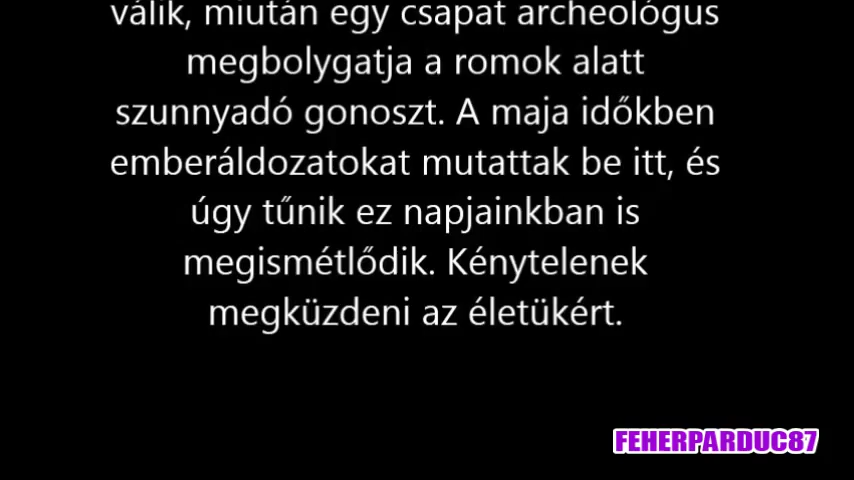 válik, miután egy csapat archeológus
megbolygatja a romok alatt
szunnyadó gonoszt. A maja időkben
emberáldozatokat mutattak be itt, és
úgy tűnik ez napjainkban is
megismétlődik. Kénytelenek
megküzdeni az életükért.
FEHERPARDUC87